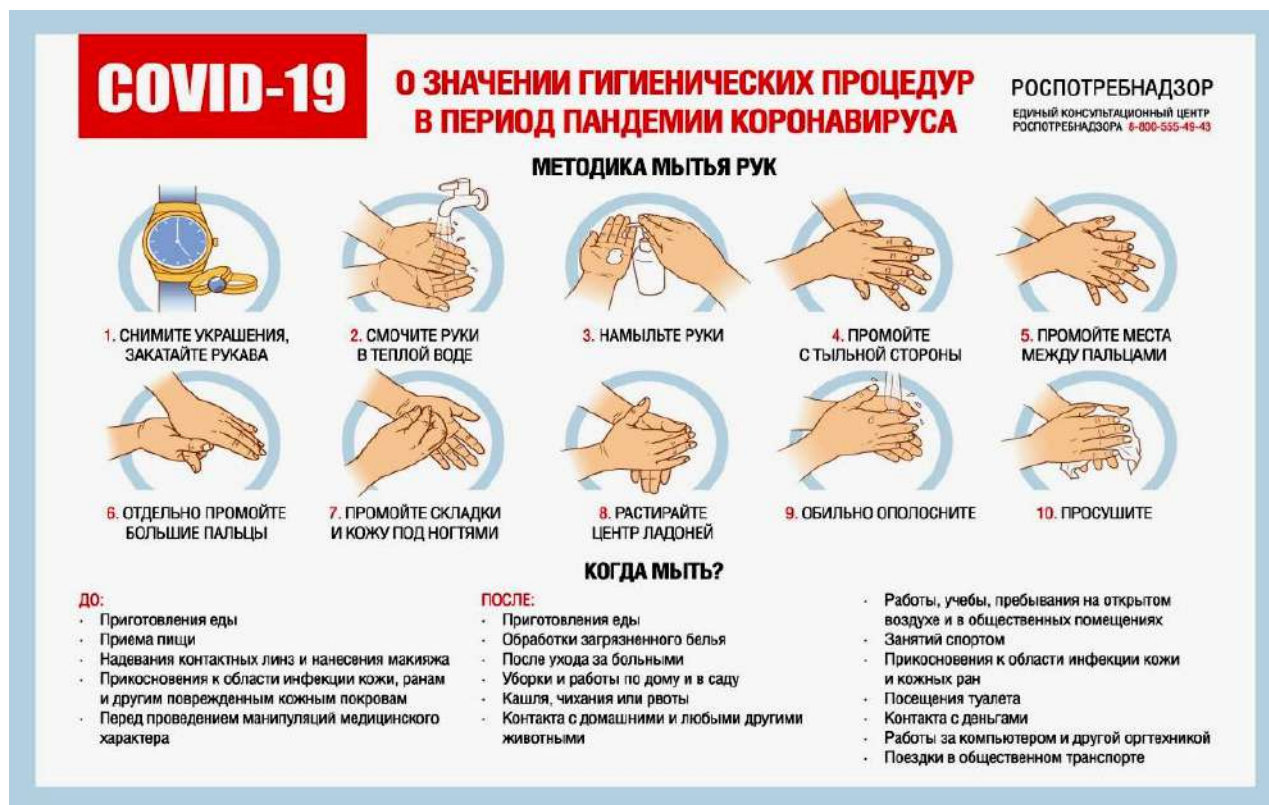 COVID-19
О ЗНАЧЕНИИ ГИГИЕНИЧЕСКИХ ПРОЦЕДУР
В ПЕРИОД ПАНДЕМИИ КОРОНАВИРУСА
РОСПОТРЕБНАДЗОР
ЕДИНЫЙ КОНСУЛЬТАЦИОННЫЙ ЦЕНТР
РОСПОТРЕБНАДЗОРА 8-800-555-49-43
МЕТОДИКА МЫТЬЯ РУК
1. СНИМИТЕ УКРАШЕНИЯ,
ЗАКАТАЙТЕ РУКАВА
2. СМОЧИТЕ РУКИ
В ТЕПЛОЙ ВОДЕ
3. НАМЫЛЬТЕ РУКИ
4. ПРОМОЙТЕ
С ТЫЛЬНОЙ СТОРОНЫ
5. ПРОМОЙТЕ МЕСТА
МЕЖДУ ПАЛЬЦАМИ
6. ОТДЕЛЬНО ПРОМОЙТЕ
БОЛЬШИЕ ПАЛЬЦЫ
7. ПРОМОЙТЕ СКЛАДКИ
И КОЖУ ПОД НОГТЯМИ
8. РАСТИРАЙТЕ
ЦЕНТР ЛАДОНЕЙ
9. ОБИЛЬНО ОПОЛОСНИТЕ
10. ПРОСУШИТЕ
КОГДА МЫТЬ?
ДО:
· Приготовления еды
· Приема пищи
· Надевания контактных линз и нанесения макияжа
· Прикосновения к области инфекции кожи, ранам
и другим поврежденным кожным покровам
· Перед проведением манипуляций медицинского
характера
ПОСЛЕ:
· Приготовления еды
· Обработки загрязненного белья
· После ухода за больными
· Уборки и работы по дому и в саду
· Кашля, чихания или рвоты
· Контакта с домашними и любыми другими
животными
· Работы, учебы, пребывания на открытом
воздухе и в общественных помещениях
· Занятий спортом
· Прикосновения к области инфекции кожи
и кожных ран
· Посещения туалета
· Контакта с деньгами
· Работы за компьютером и другой оргтехникой
· Поездки в общественном транспорте